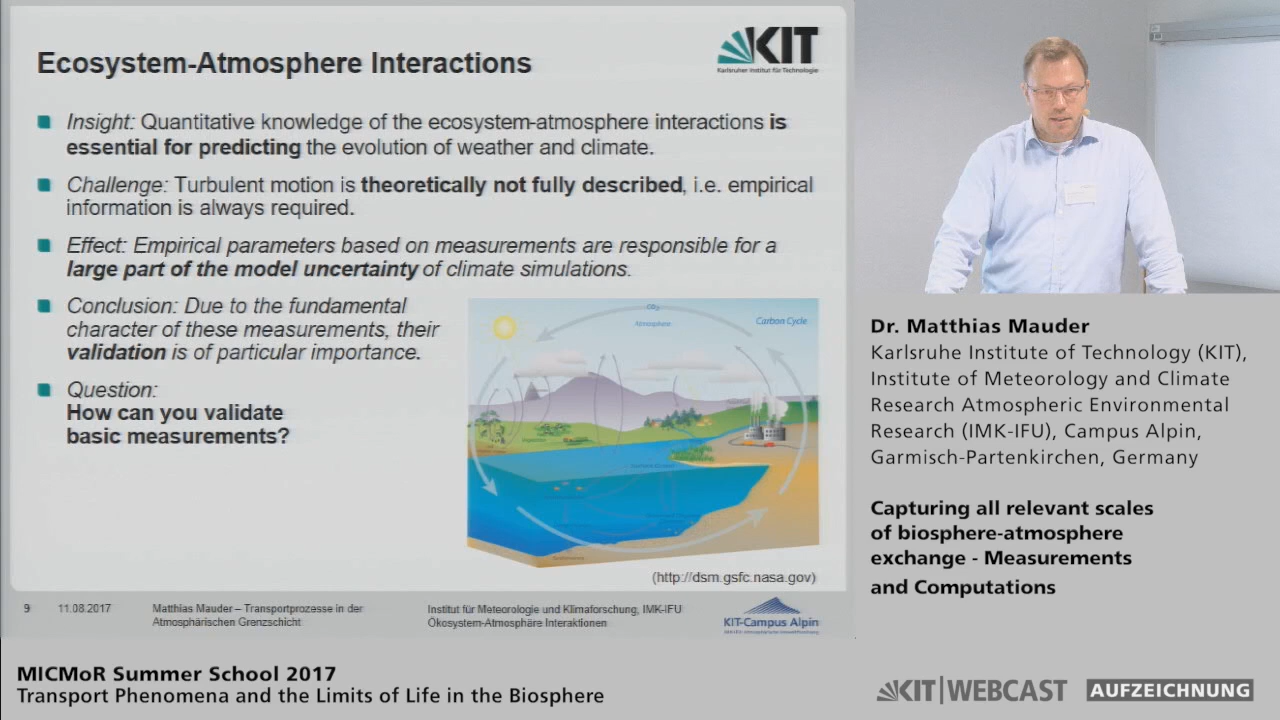 Ecosystem-Atmosphere Interactions
KIT
Karlsruher Institut für Technologie
Insight: Quantitative knowledge of the ecosystem-atmosphere interactions is
essential for predicting the evolution of weather and climate.
Challenge: Turbulent motion is theoretically not fully described, i.e. empirical
information is always required.
Effect: Empirical parameters based on measurements are responsible for a
large part of the model uncertainty of climate simulations.
Conclusion: Due to the fundamental
character of these measurements, their
validation is of particular importance.
Question:
How can you validate
basic measurements?
CO2
Atmosphere
Carbon Cycle
(http://dsm.gsfc.nasa.gov)
9
11.08.2017
Matthias Mauder – Transportprozesse in der
Atmosphärischen Grenzschicht
Institut für Meteorologie und Klimaforschung, IMK-IFU
Ökosystem-Atmosphäre Interaktionen
KIT-Campus Alpin
Dr. Matthias Mauder
Karlsruhe Institute of Technology (KIT),
Institute of Meteorology and Climate
Research Atmospheric Environmental
Research (IMK-IFU), Campus Alpin,
Garmisch-Partenkirchen, Germany
Capturing all relevant scales
of biosphere-atmosphere
exchange - Measurements
and Computations
MICMoR Summer School 2017
Transport Phenomena and the Limits of Life in the Biosphere
KIT|WEBCAST
AUFZEICHNUNG